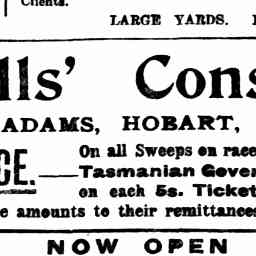 Clients.
LARGE YARDS.
lls' Cons
ADAMS, HOBART,
CE.— On all Sweeps on race
Tasmanian Gover
on each 5s. Ticket
e amounts to their remittances
NOW OPEN